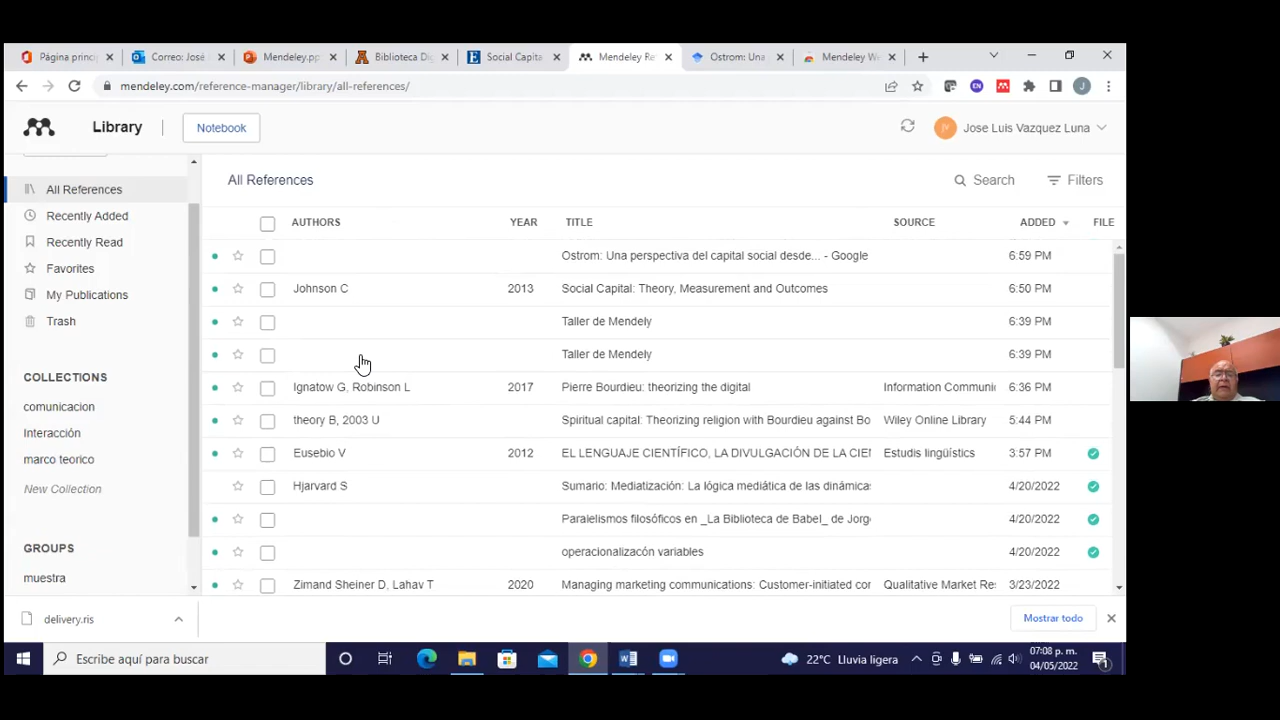 Página princi
Correo: José
Mendeley.pp
Biblioteca Di
Social Capita
Mendeley Re
Ostrom: Una
Mendeley We
mendeley.com/reference-manager/library/all-references/
EN
J
Library
Notebook
JV
Jose Luis Vazquez Luna
All References
Recently Added
Recently Read
Favorites
My Publications
Trash
COLLECTIONS
comunicacion
Interacción
marco teorico
New Collection
GROUPS
muestra
All References
Search
Filters
AUTHORS YEAR TITLE SOURCE ADDED FILE
Ostrom: Una perspectiva del capital social desde... - Google 6:59 PM
Johnson C 2013 Social Capital: Theory, Measurement and Outcomes 6:50 PM
Taller de Mendely 6:39 PM
Taller de Mendely 6:39 PM
Ignatow G, Robinson L 2017 Pierre Bourdieu: theorizing the digital Information Communic 6:36 PM
theory B, 2003 U Spiritual capital: Theorizing religion with Bourdieu against Bo Wiley Online Library 5:44 PM
Eusebio V 2012 EL LENGUAJE CIENTÍFICO, LA DIVULGACIÓN DE LA CIEN Estudis lingüístics 3:57 PM
Hjarvard S Sumario: Mediatización: La lógica mediática de las dinámicas 4/20/2022
Paralelismos filosóficos en _La Biblioteca de Babel_ de Jorge 4/20/2022
operacionalizacón variables 4/20/2022
Zimand Sheiner D, Lahav T 2020 Managing marketing communications: Customer-initiated cor Qualitative Market Res 3/23/2022
delivery.ris
Mostrar todo
Escribe aquí para buscar
22°C Lluvia ligera
07:08 p. m.
04/05/2022
1